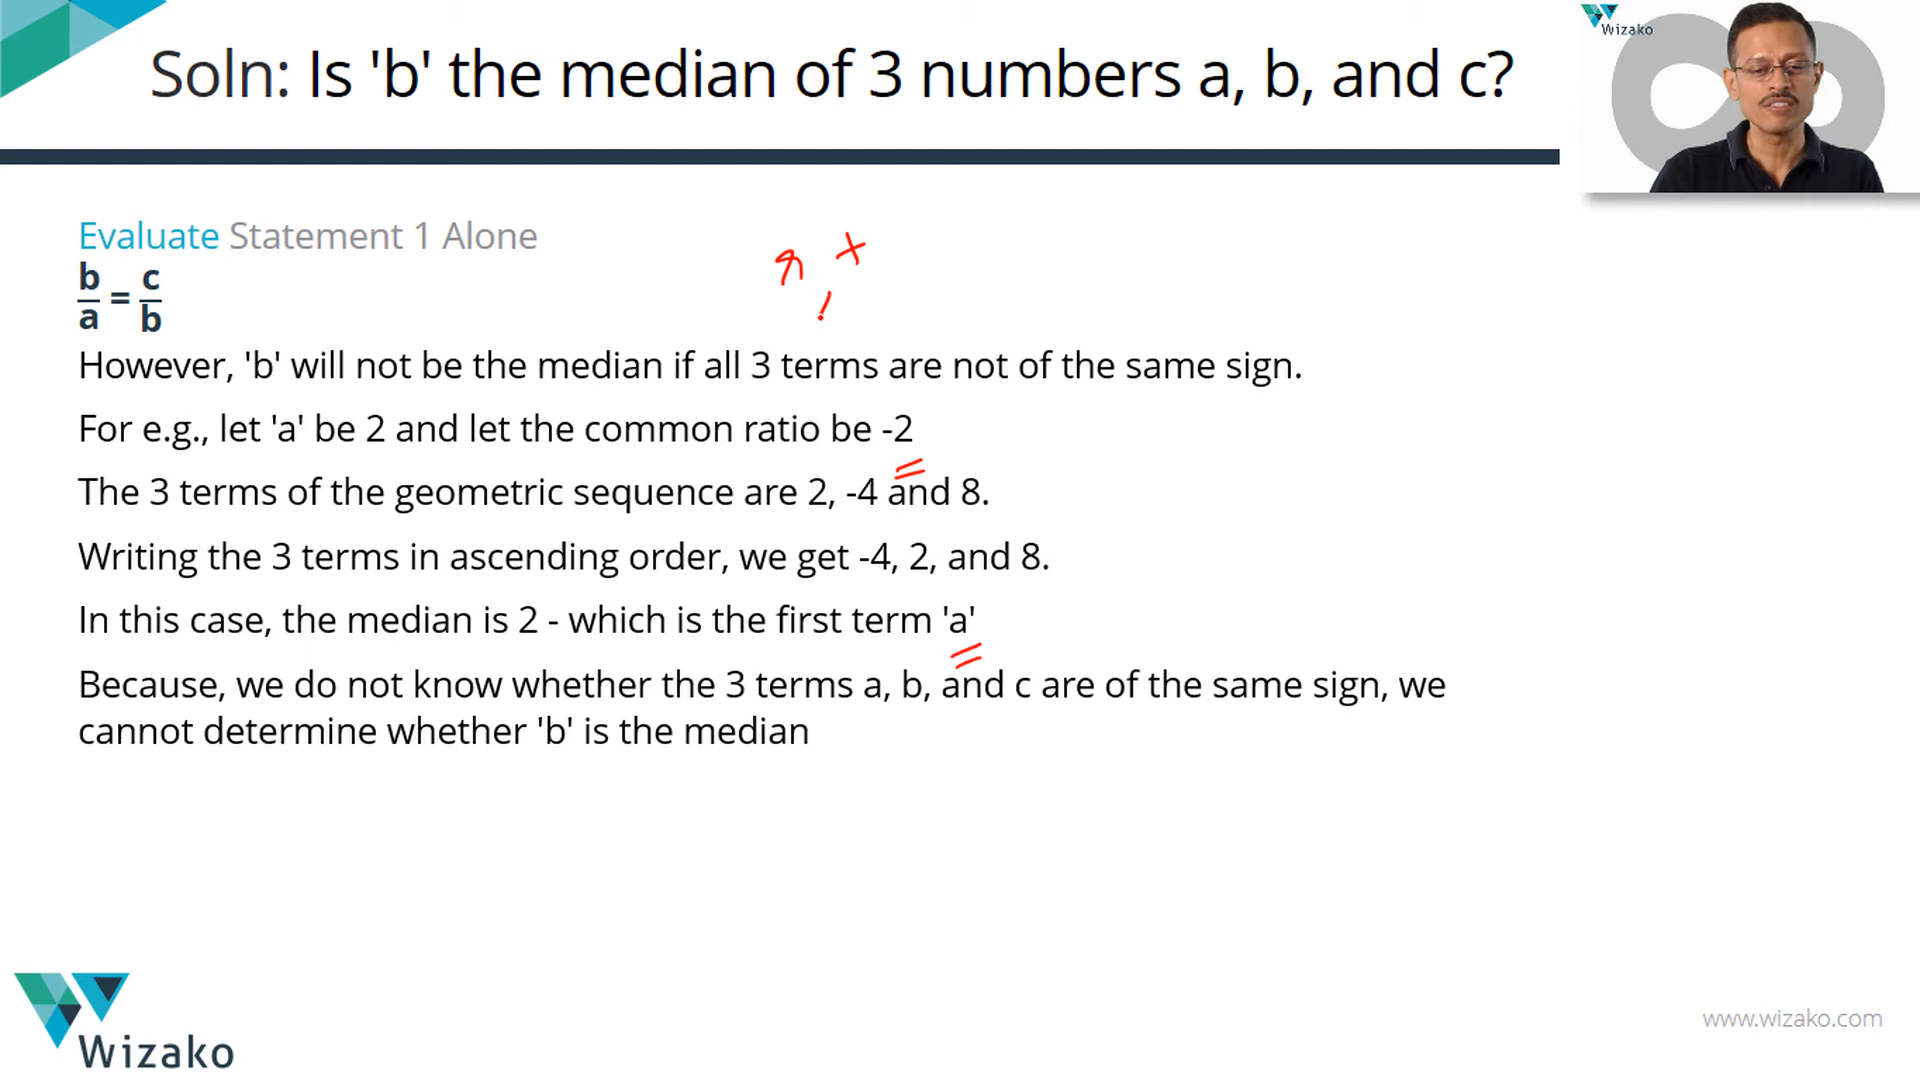 Soln: Is 'b' the median of 3 numbers a, b, and c?
Wizako
Evaluate Statement 1 Alone
b/a = c/b
However, 'b' will not be the median if all 3 terms are not of the same sign.
For e.g., let 'a' be 2 and let the common ratio be -2
The 3 terms of the geometric sequence are 2, -4 and 8.
Writing the 3 terms in ascending order, we get -4, 2, and 8.
In this case, the median is 2 - which is the first term 'a'
Because, we do not know whether the 3 terms a, b, and c are of the same sign, we
cannot determine whether 'b' is the median
Wizako
www.wizako.com